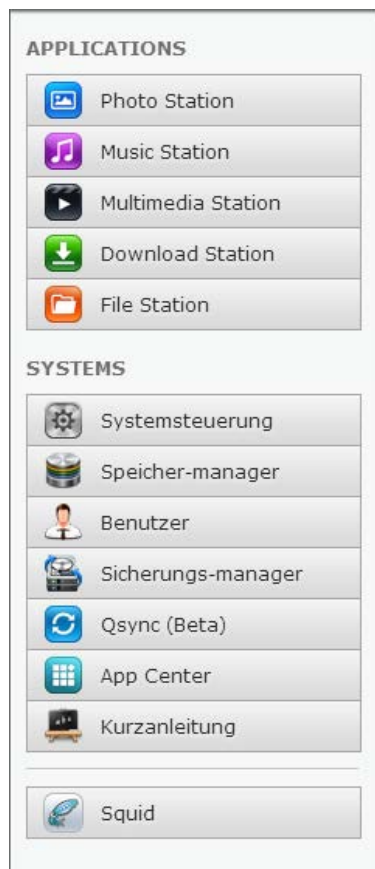 APPLICATIONS
Photo Station
Music Station
Multimedia Station
Download Station
File Station
SYSTEMS
Systemsteuerung
Speicher-manager
Benutzer
Sicherungs-manager
Qsync (Beta)
App Center
Kurzanleitung
Squid